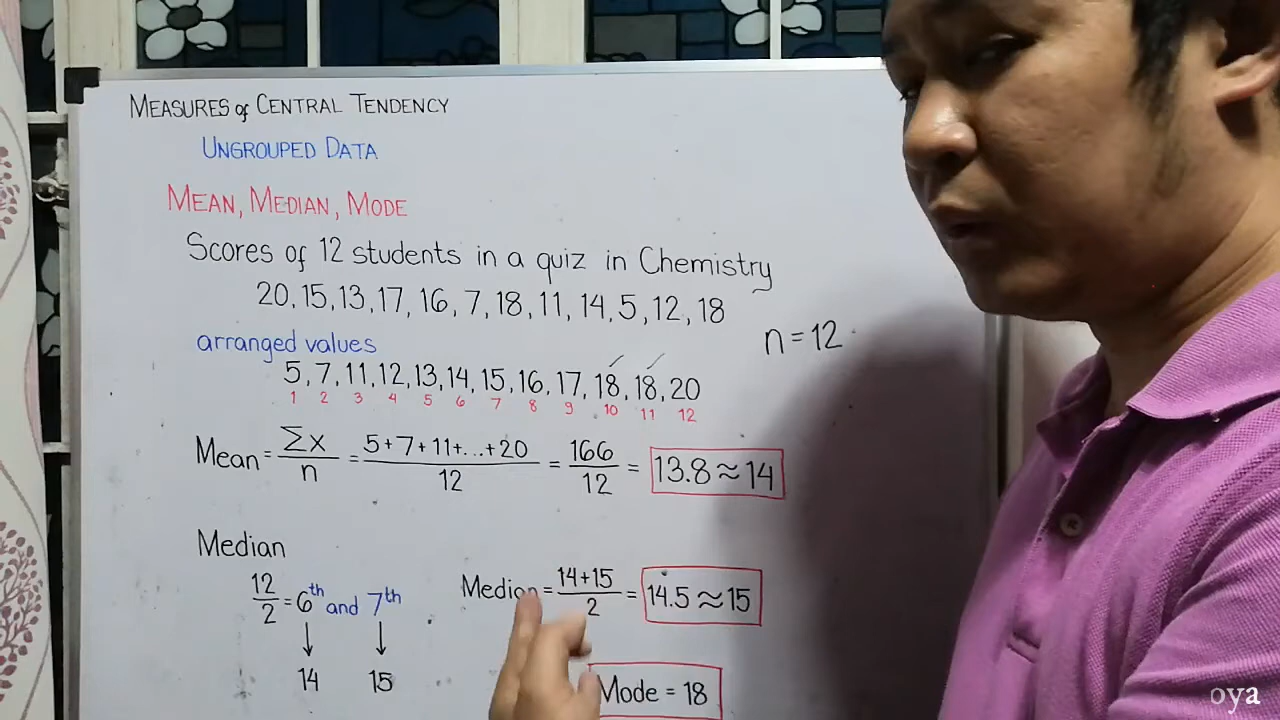 MEASURES of CENTRAL TENDENCY
UNGROUPED DATA
MEAN, MEDIAN, MODE
Scores of 12 students in a quiz in Chemistry
20, 15, 13, 17, 16, 7, 18, 11, 14, 5, 12, 18
n = 12
arranged values
5, 7, 11, 12, 13, 14, 15, 16, 17, 18, 18, 20
1 2 3 4 5 6 7 8 9 10 11 12
Mean = ΣX/n = 5+7+11+...+20/12 = 166/12 = 13.8 ≈ 14
Median
12/2 = 6th and 7th
14 15
Median = 14+15/2 = 14.5 ≈ 15
Mode = 18
oya